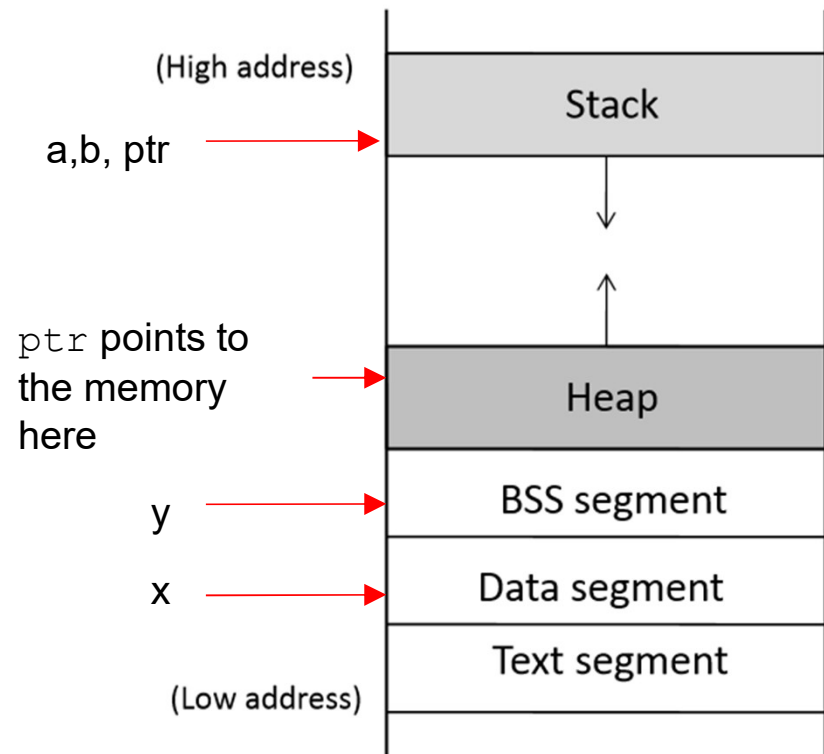 (High address)
Stack
a,b, ptr
ptr points to
the memory
here
Heap
y
BSS segment
x
Data segment
Text segment
(Low address)